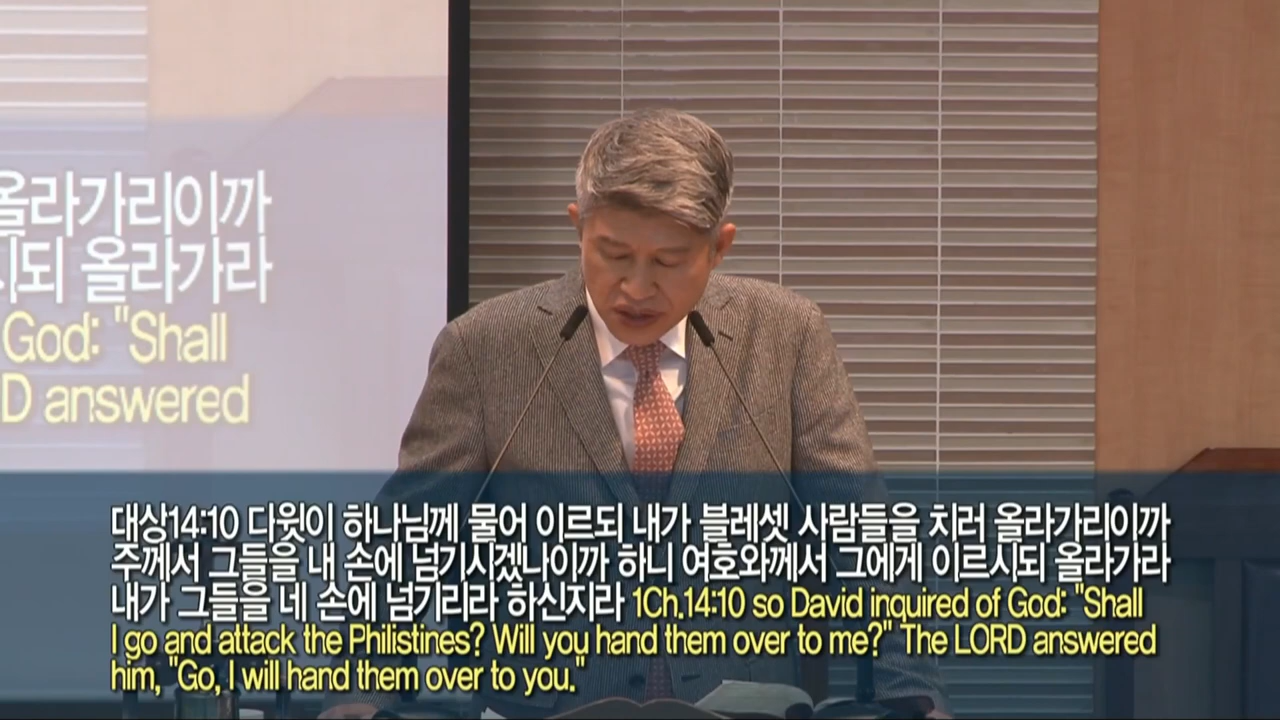 올라가리이까
시되 올라가라
God: "Shall
D answered
대상14:10 다윗이 하나님께 물어 이르되 내가 블레셋 사람들을 치러 올라가리이까
주께서 그들을 내 손에 넘기시겠나이까 하니 여호와께서 그에게 이르시되 올라가라
내가 그들을 네 손에 넘기리라 하신지라 1Ch.14:10 so David inquired of God: "Shall
I go and attack the Philistines? Will you hand them over to me?" The LORD answered
him, "Go, I will hand them over to you."